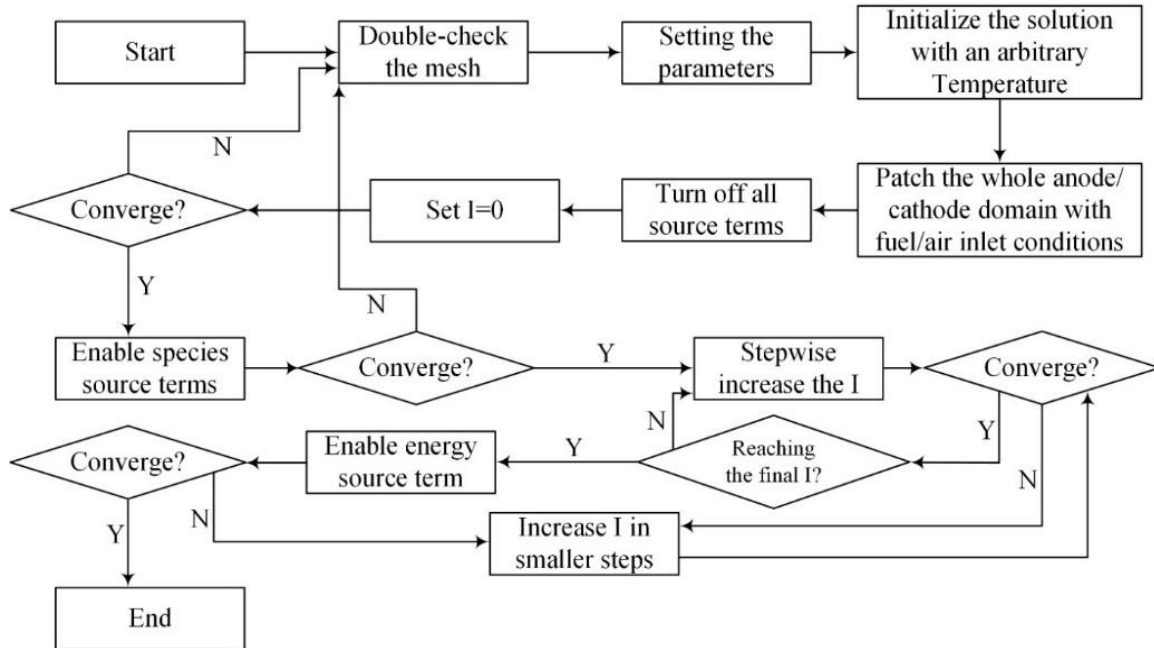 Start
Double-check
the mesh
Setting the
parameters
Initialize the solution
with an arbitrary
Temperature
N
Converge?
Set I=0
Turn off all
source terms
Patch the whole anode/
cathode domain with
fuel/air inlet conditions
Y
N
Enable species
source terms
Converge?
Y
Stepwise
increase the I
Converge?
N
Y
Reaching
the final I?
Y
Enable energy
source term
Converge?
N
N
Y
Increase I in
smaller steps
End